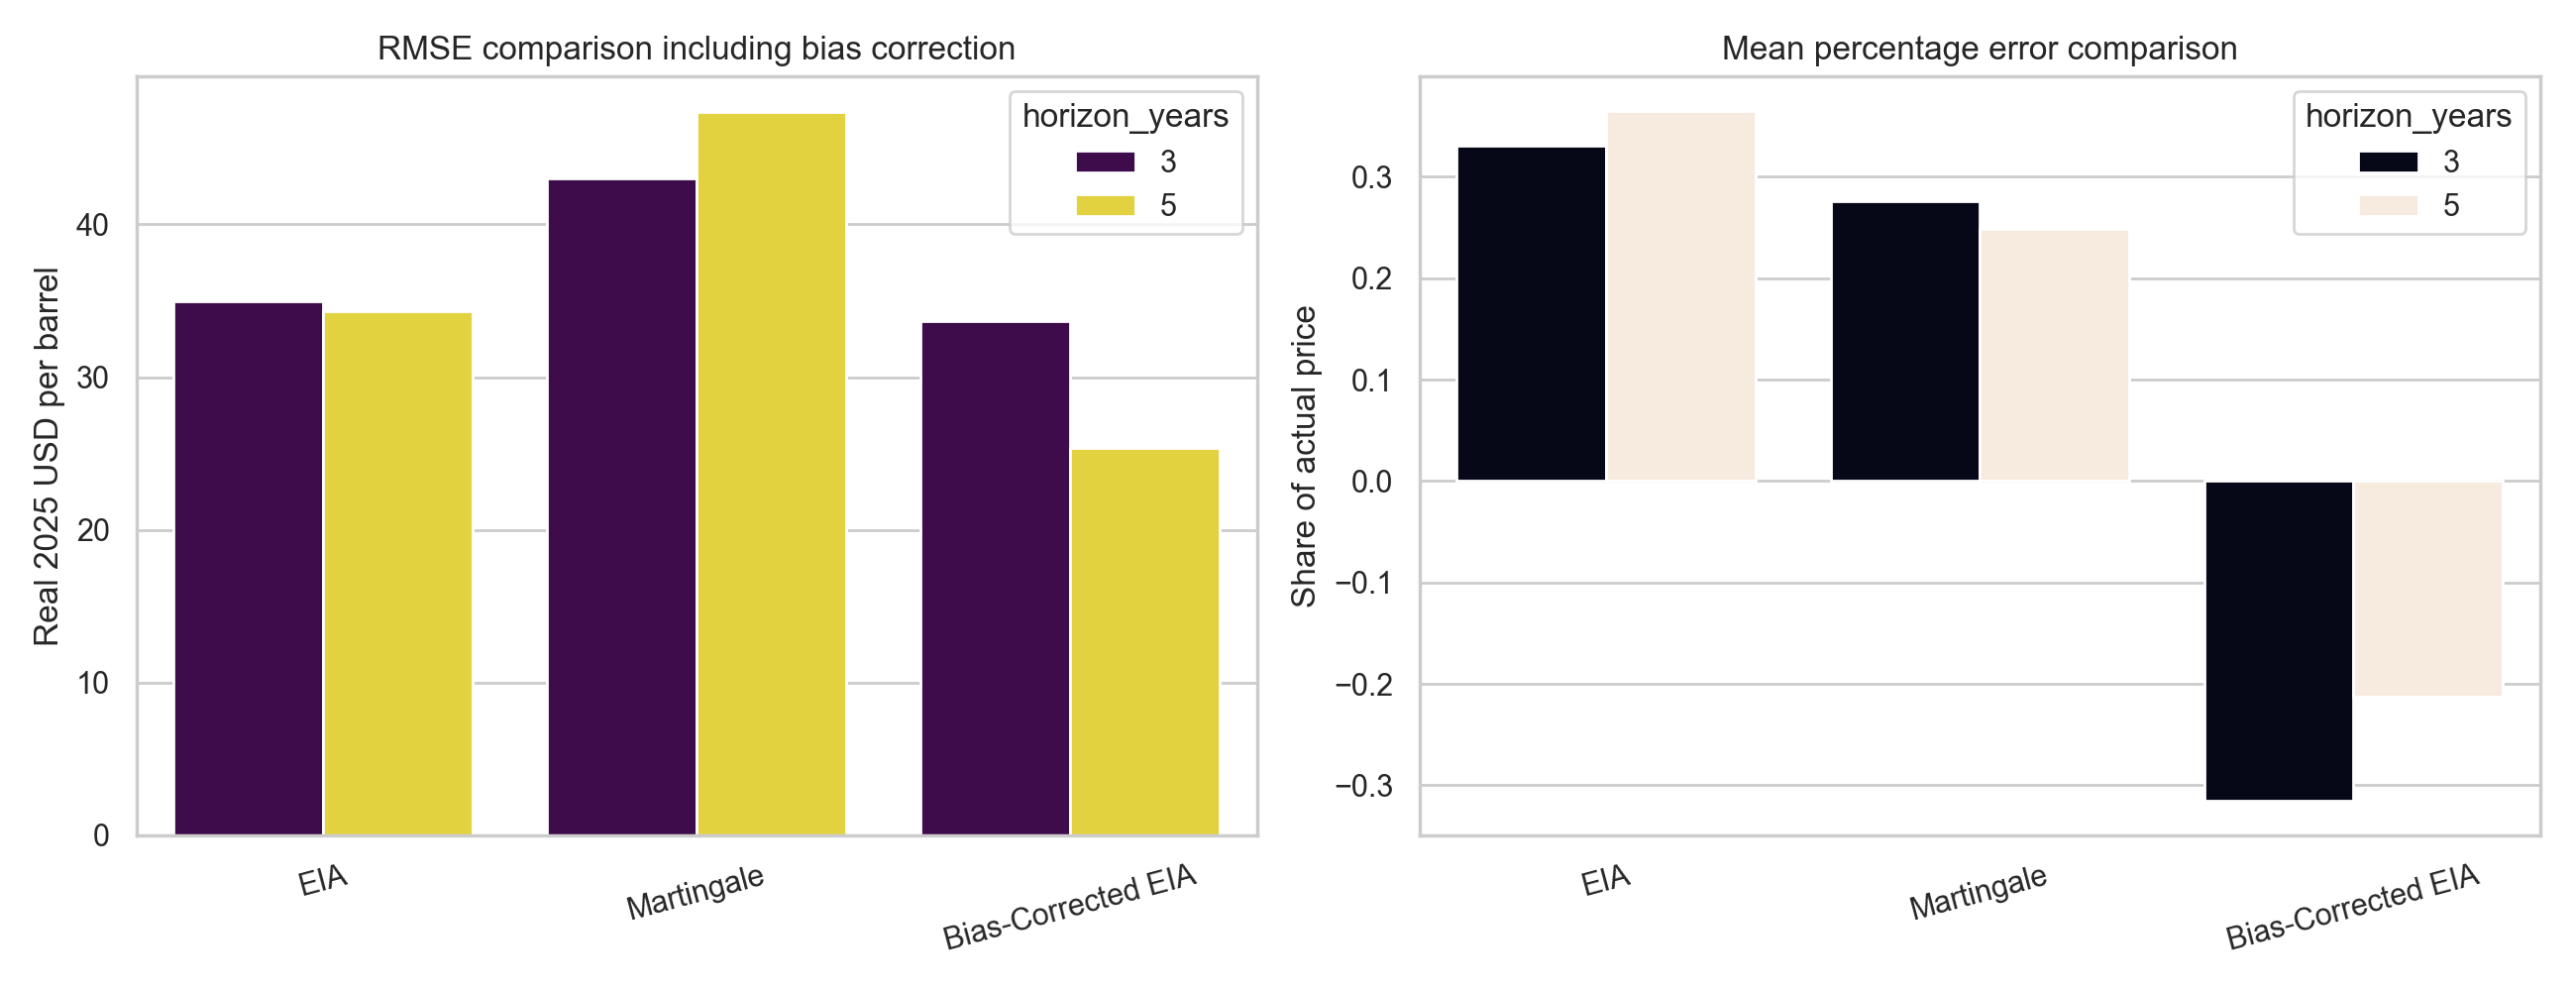 RMSE comparison including bias correction
Real 2025 USD per barrel
40
30
20
10
0
horizon_years
3
5
EIA
Martingale
Bias-Corrected EIA
Mean percentage error comparison
Share of actual price
0.3
0.2
0.1
0.0
−0.1
−0.2
−0.3
horizon_years
3
5
EIA
Martingale
Bias-Corrected EIA